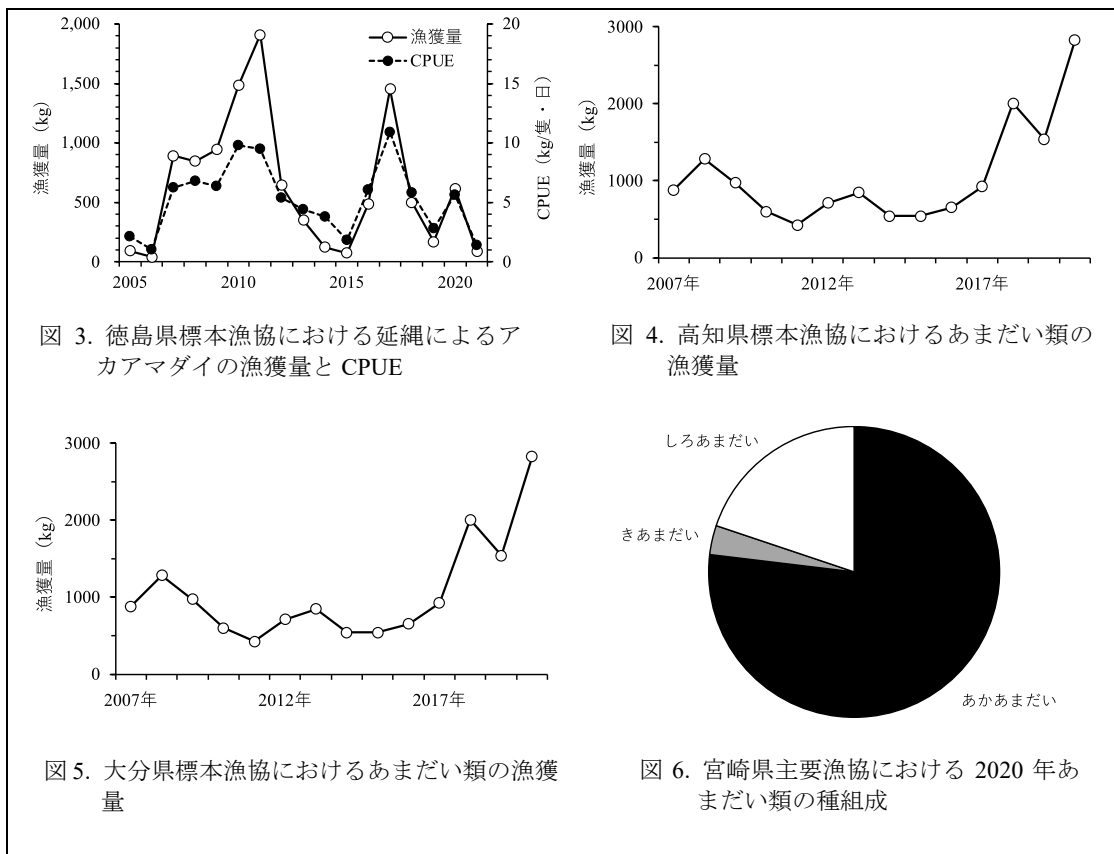 2,000
1,500
1,000
500
0
漁獲量（kg）
20
15
10
5
0
CPUE（kg/隻・日）
漁獲量
CPUE
2005
2010
2015
2020
図 3. 徳島県標本漁協における延縄によるア
カアマダイの漁獲量と CPUE
3000
2000
1000
0
漁獲量（kg）
2007年
2012年
2017年
図 4. 高知県標本漁協におけるあまだい類の
漁獲量
3000
2000
1000
0
漁獲量（kg）
2007年
2012年
2017年
図 5. 大分県標本漁協におけるあまだい類の漁獲
量
しろあまだい
きあまだい
あかあまだい
図 6. 宮崎県主要漁協における 2020 年あ
まだい類の種組成